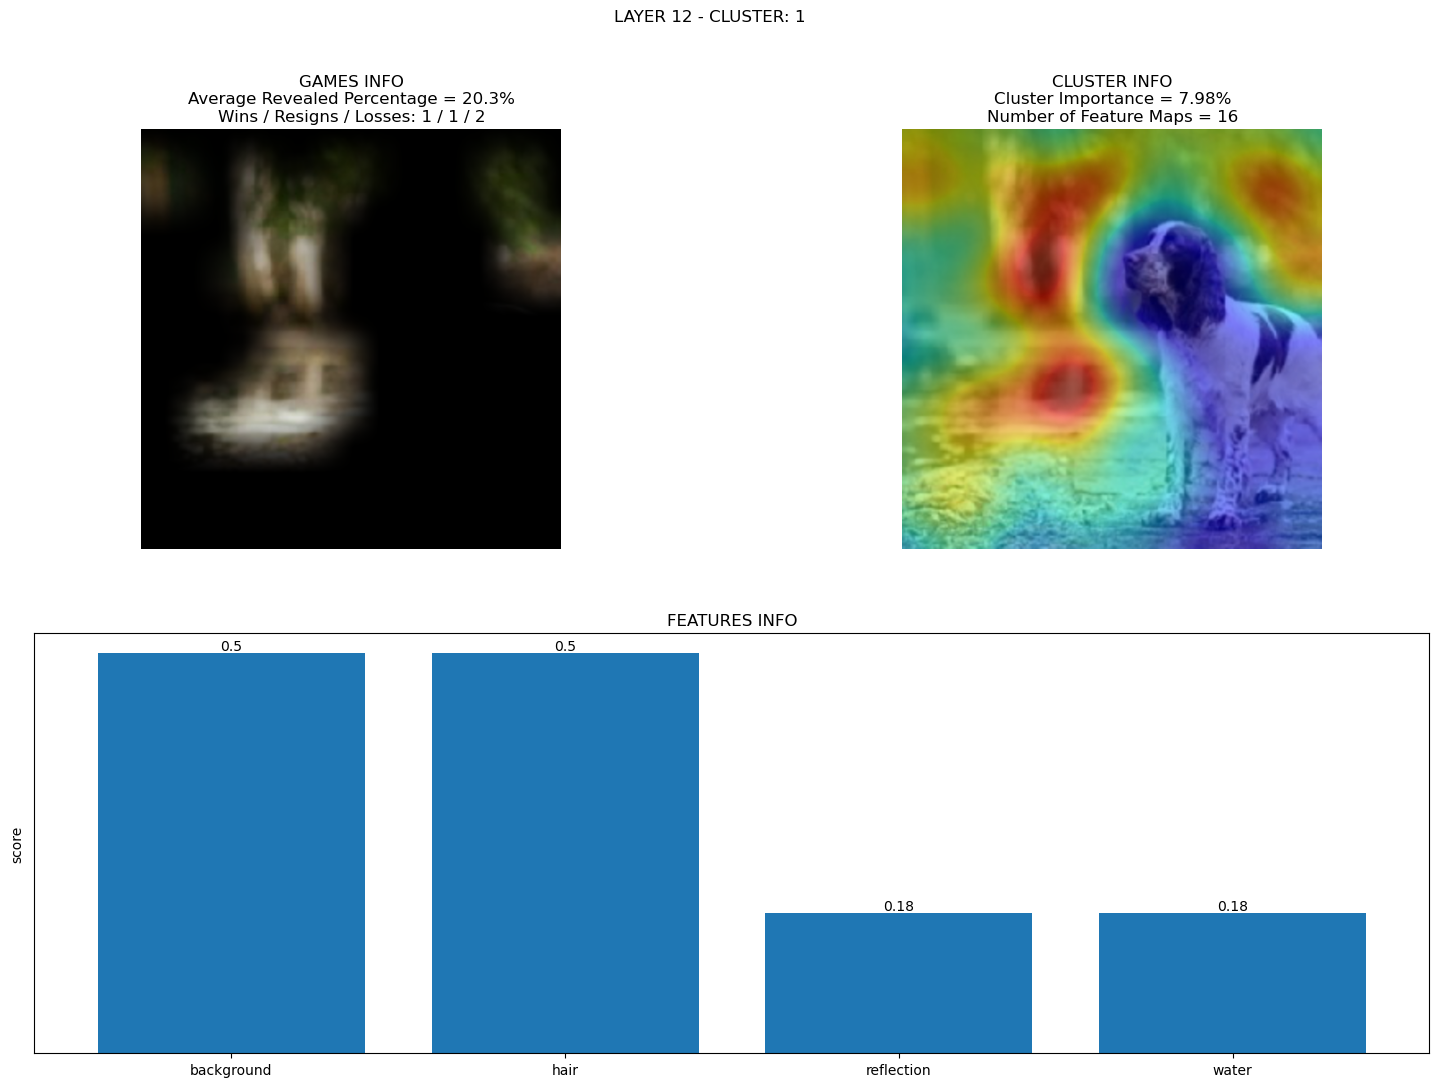 LAYER 12 - CLUSTER: 1
GAMES INFO
Average Revealed Percentage = 20.3%
Wins / Resigns / Losses: 1 / 1 / 2
CLUSTER INFO
Cluster Importance = 7.98%
Number of Feature Maps = 16
FEATURES INFO
score
0.5
0.5
0.18
0.18
background
hair
reflection
water